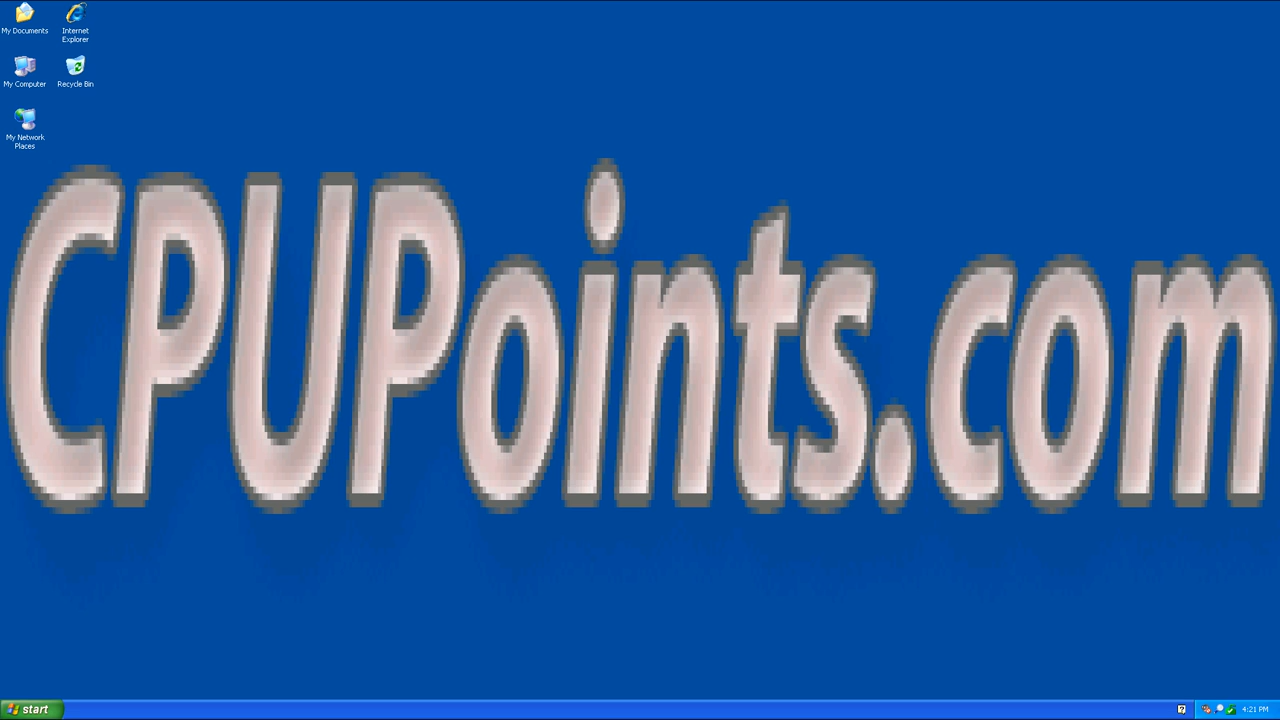 My Documents
Internet
Explorer
My Computer
Recycle Bin
My Network
Places
CPUPoints.com
start
?
4:21 PM